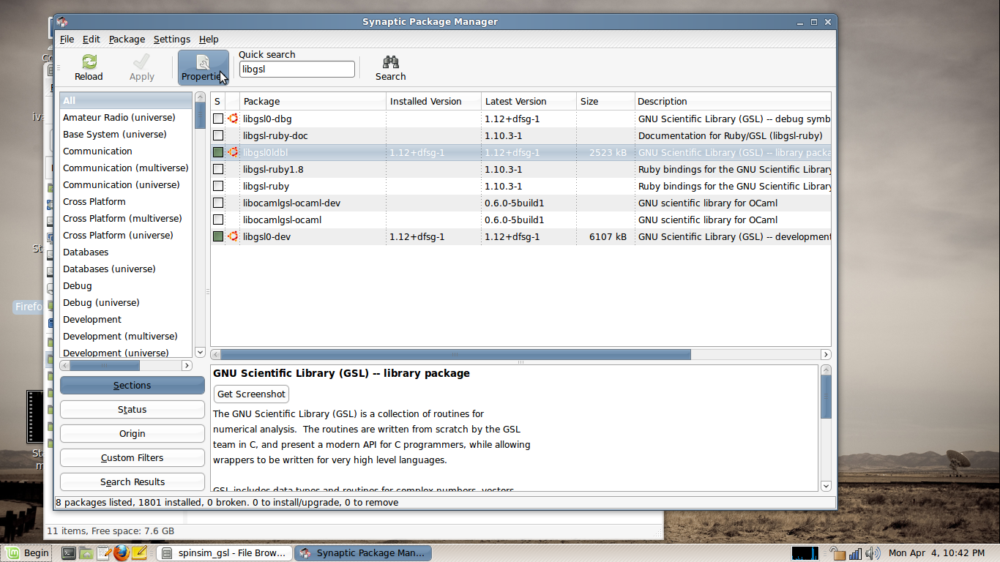 Synaptic Package Manager
File Edit Package Settings Help
Reload
Apply
Properties
Quick search
libgsl
Search
S Package Installed Version Latest Version Size Description
libgsl0-dbg 1.12+dfsg-1 GNU Scientific Library (GSL) -- debug symb
libgsl-ruby-doc 1.10.3-1 Documentation for Ruby/GSL (libgsl-ruby)
libgsl0ldbl 1.12+dfsg-1 1.12+dfsg-1 2523 kB GNU Scientific Library (GSL) -- library packa
libgsl-ruby1.8 1.10.3-1 Ruby bindings for the GNU Scientific Library
libgsl-ruby 1.10.3-1 Ruby bindings for the GNU Scientific Library
libocamlgsl-ocaml-dev 0.6.0-5build1 GNU scientific library for OCaml
libocamlgsl-ocaml 0.6.0-5build1 GNU scientific library for OCaml
libgsl0-dev 1.12+dfsg-1 1.12+dfsg-1 6107 kB GNU Scientific Library (GSL) -- development
All
Amateur Radio (universe)
Base System (universe)
Communication
Communication (multiverse)
Communication (universe)
Cross Platform
Cross Platform (multiverse)
Cross Platform (universe)
Databases
Databases (universe)
Debug
Debug (universe)
Development
Development (multiverse)
Development (universe)
Sections
Status
Origin
Custom Filters
Search Results
GNU Scientific Library (GSL) -- library package
Get Screenshot
The GNU Scientific Library (GSL) is a collection of routines for
numerical analysis.  The routines are written from scratch by the GSL
team in C, and present a modern API for C programmers, while allowing
wrappers to be written for very high level languages.
GSL includes data types and routines for complex numbers, vectors,
8 packages listed, 1801 installed, 0 broken. 0 to install/upgrade, 0 to remove
11 items, Free space: 7.6 GB
Firefo
Begin
spinsim_gsl - File Brow...
Synaptic Package Man...
Mon Apr  4, 10:42 PM